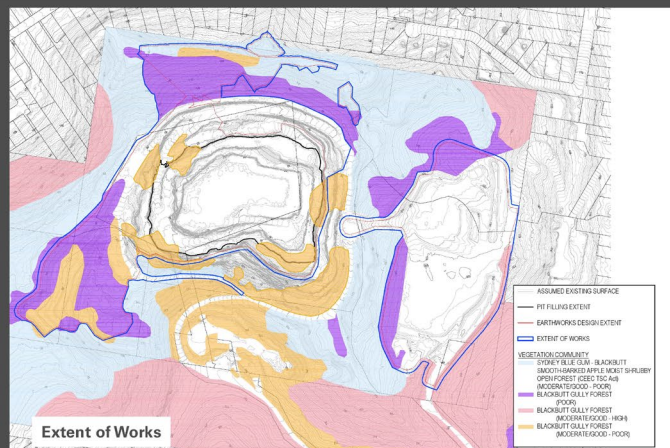 ASSUMED EXISTING SURFACE
PIT FILLING EXTENT
EARTHWORKS DESIGN EXTENT
EXTENT OF WORKS
VEGETATION COMMUNITY
SYDNEY BLUE GUM - BLACKBUTT
SMOOTH-BARKED APPLE MOIST SHRUBBY
OPEN FOREST (CEEC TSC Act)
(MODERATE/GOOD - POOR)
BLACKBUTT GULLY FOREST
(POOR)
BLACKBUTT GULLY FOREST
(MODERATE/GOOD - HIGH)
BLACKBUTT GULLY FOREST
(MODERATE/GOOD - POOR)
Extent of Works